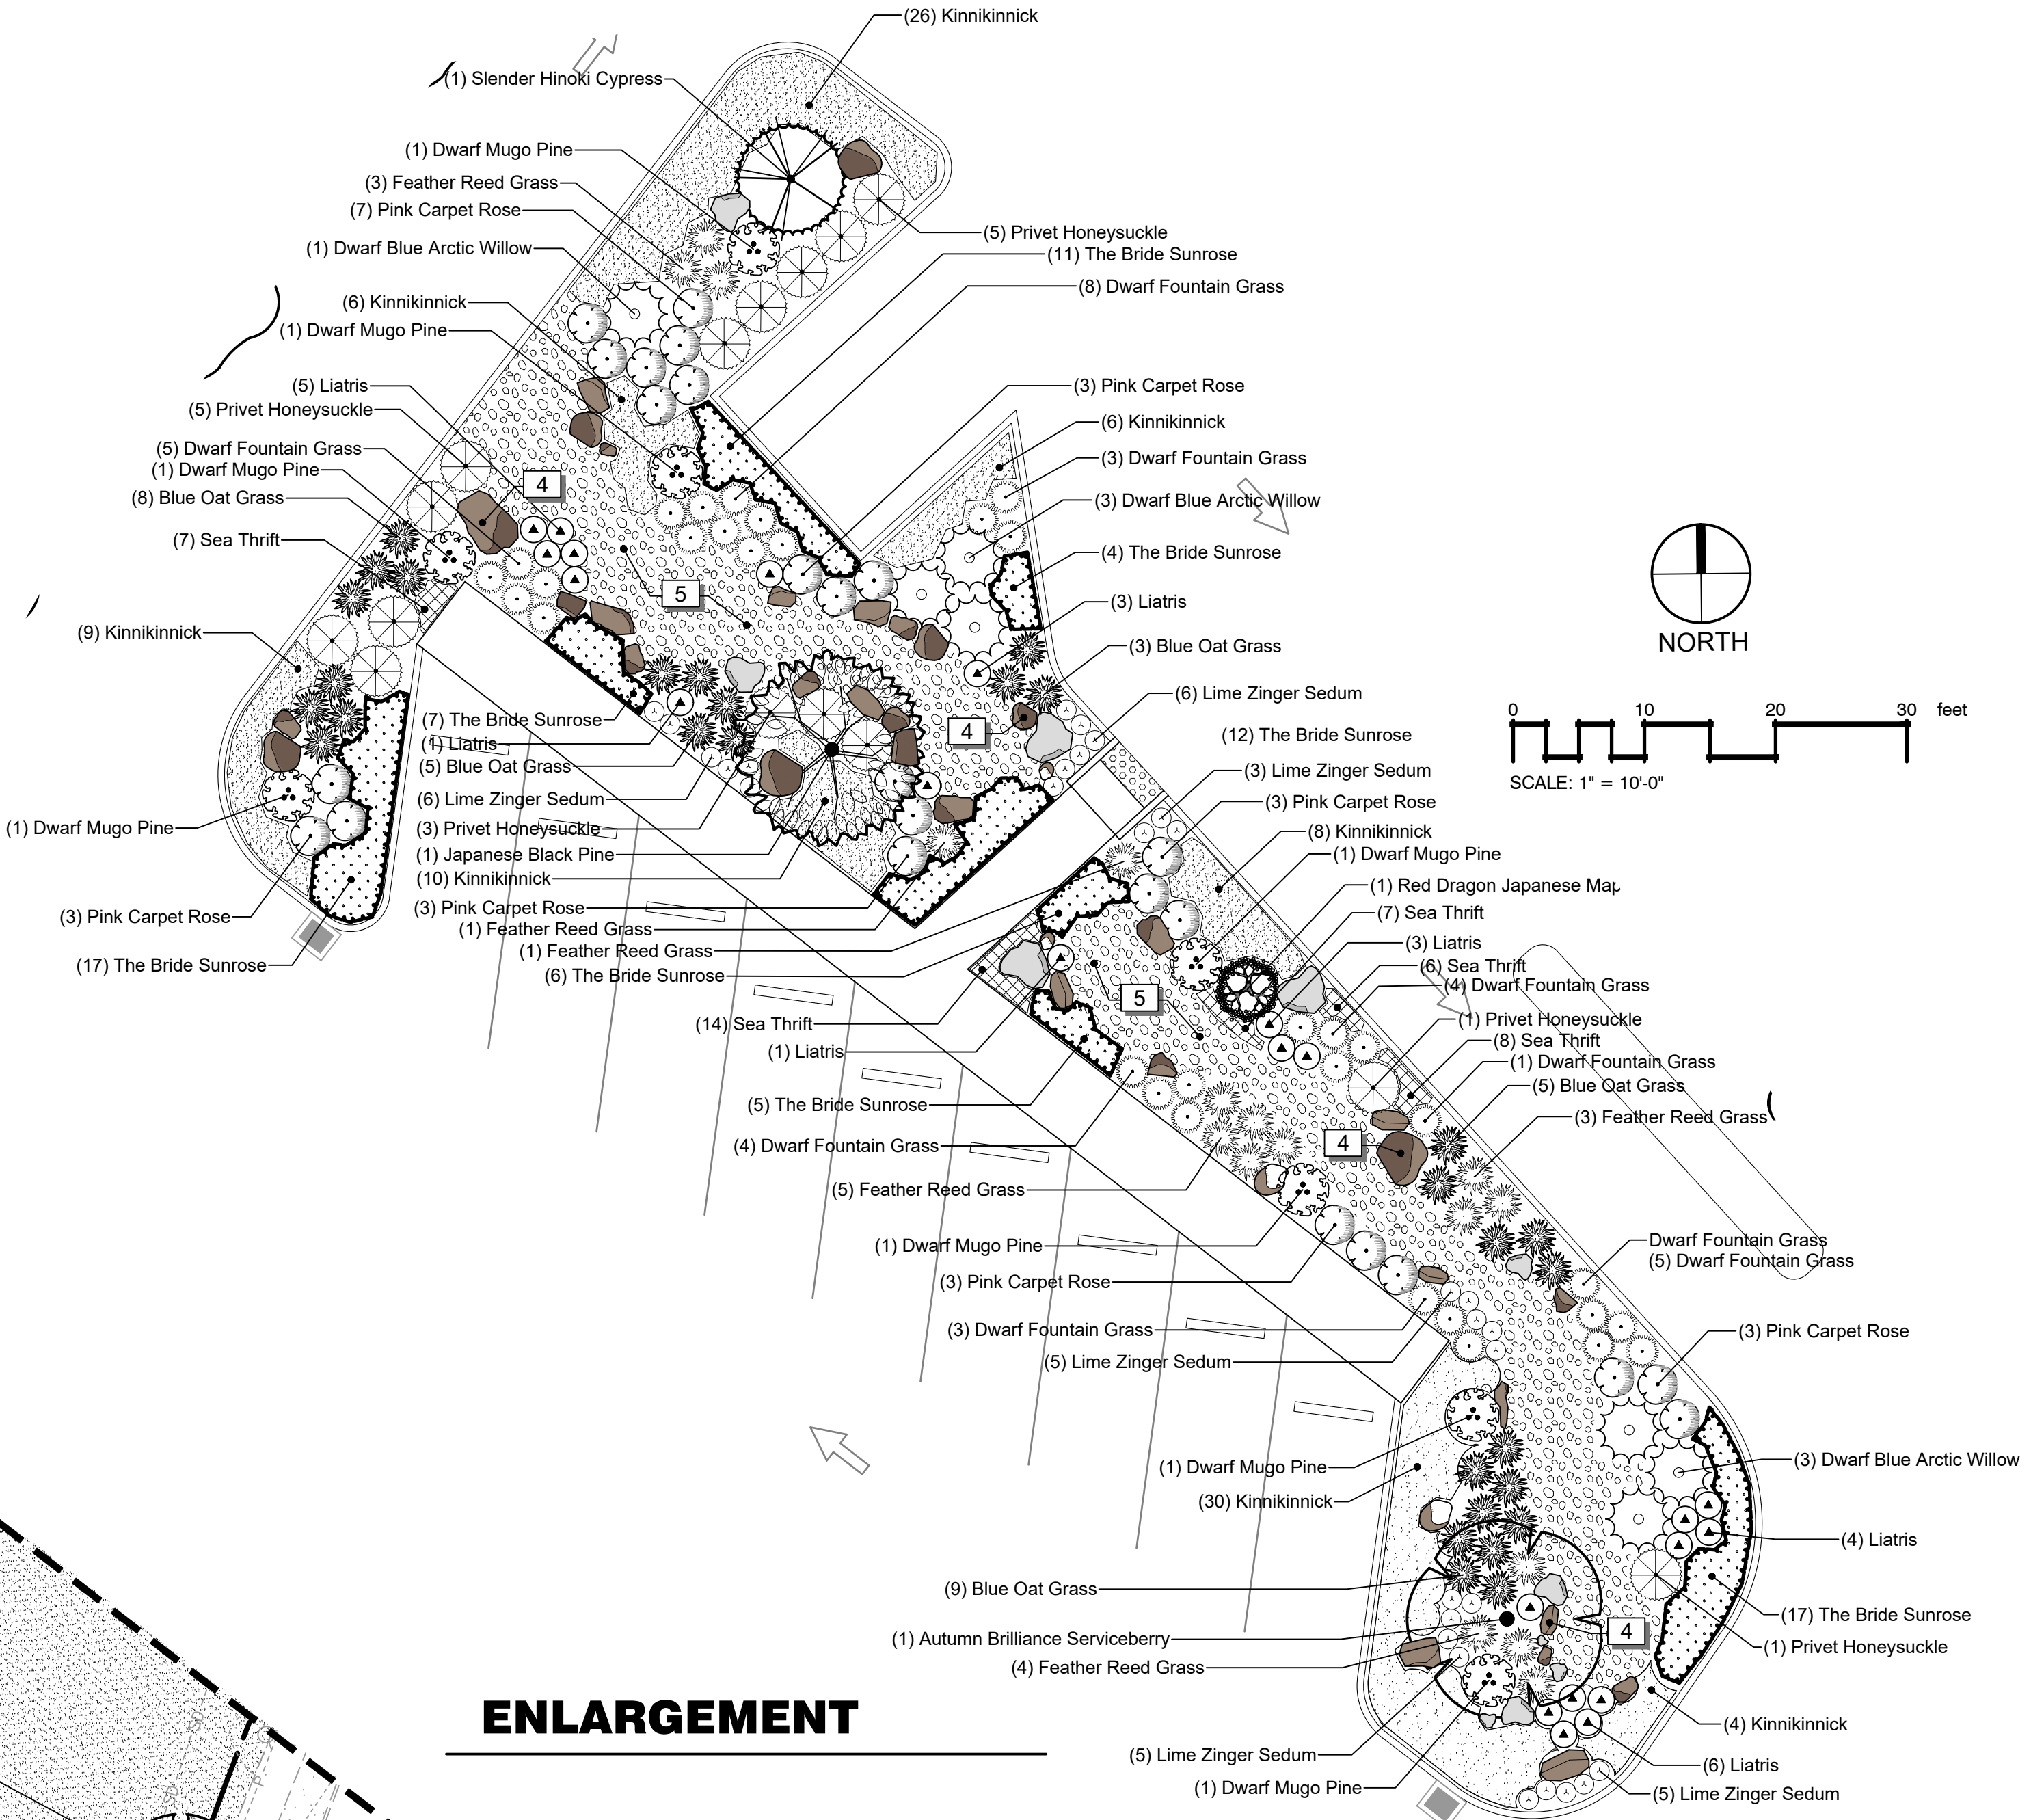 (26) Kinnikinnick
(1) Slender Hinoki Cypress
(1) Dwarf Mugo Pine
(3) Feather Reed Grass
(7) Pink Carpet Rose
(1) Dwarf Blue Arctic Willow
(6) Kinnikinnick
(1) Dwarf Mugo Pine
(5) Liatris
(5) Privet Honeysuckle
(5) Dwarf Fountain Grass
(1) Dwarf Mugo Pine
(8) Blue Oat Grass
(7) Sea Thrift
(9) Kinnikinnick
(1) Dwarf Mugo Pine
(3) Pink Carpet Rose
(17) The Bride Sunrose
(5) Privet Honeysuckle
(11) The Bride Sunrose
(8) Dwarf Fountain Grass
(3) Pink Carpet Rose
(6) Kinnikinnick
(3) Dwarf Fountain Grass
(3) Dwarf Blue Arctic Willow
(4) The Bride Sunrose
(3) Liatris
(3) Blue Oat Grass
(6) Lime Zinger Sedum
(12) The Bride Sunrose
(3) Lime Zinger Sedum
(3) Pink Carpet Rose
(8) Kinnikinnick
(1) Dwarf Mugo Pine
(1) Red Dragon Japanese Map
(7) Sea Thrift
(3) Liatris
(6) Sea Thrift
(4) Dwarf Fountain Grass
(1) Privet Honeysuckle
(8) Sea Thrift
(1) Dwarf Fountain Grass
(5) Blue Oat Grass
(3) Feather Reed Grass
4
5
4
5
4
4
(7) The Bride Sunrose
(1) Liatris
(5) Blue Oat Grass
(6) Lime Zinger Sedum
(3) Privet Honeysuckle
(1) Japanese Black Pine
(10) Kinnikinnick
(3) Pink Carpet Rose
(1) Feather Reed Grass
(1) Feather Reed Grass
(6) The Bride Sunrose
(14) Sea Thrift
(1) Liatris
(5) The Bride Sunrose
(4) Dwarf Fountain Grass
(5) Feather Reed Grass
(1) Dwarf Mugo Pine
(3) Pink Carpet Rose
(3) Dwarf Fountain Grass
(5) Lime Zinger Sedum
(1) Dwarf Mugo Pine
(30) Kinnikinnick
(9) Blue Oat Grass
(1) Autumn Brilliance Serviceberry
(4) Feather Reed Grass
(5) Lime Zinger Sedum
(1) Dwarf Mugo Pine
Dwarf Fountain Grass
(5) Dwarf Fountain Grass
(3) Pink Carpet Rose
(3) Dwarf Blue Arctic Willow
(4) Liatris
(17) The Bride Sunrose
(1) Privet Honeysuckle
(4) Kinnikinnick
(6) Liatris
(5) Lime Zinger Sedum
NORTH
0 10 20 30 feet
SCALE: 1" = 10'-0"
ENLARGEMENT
SD
SD
P